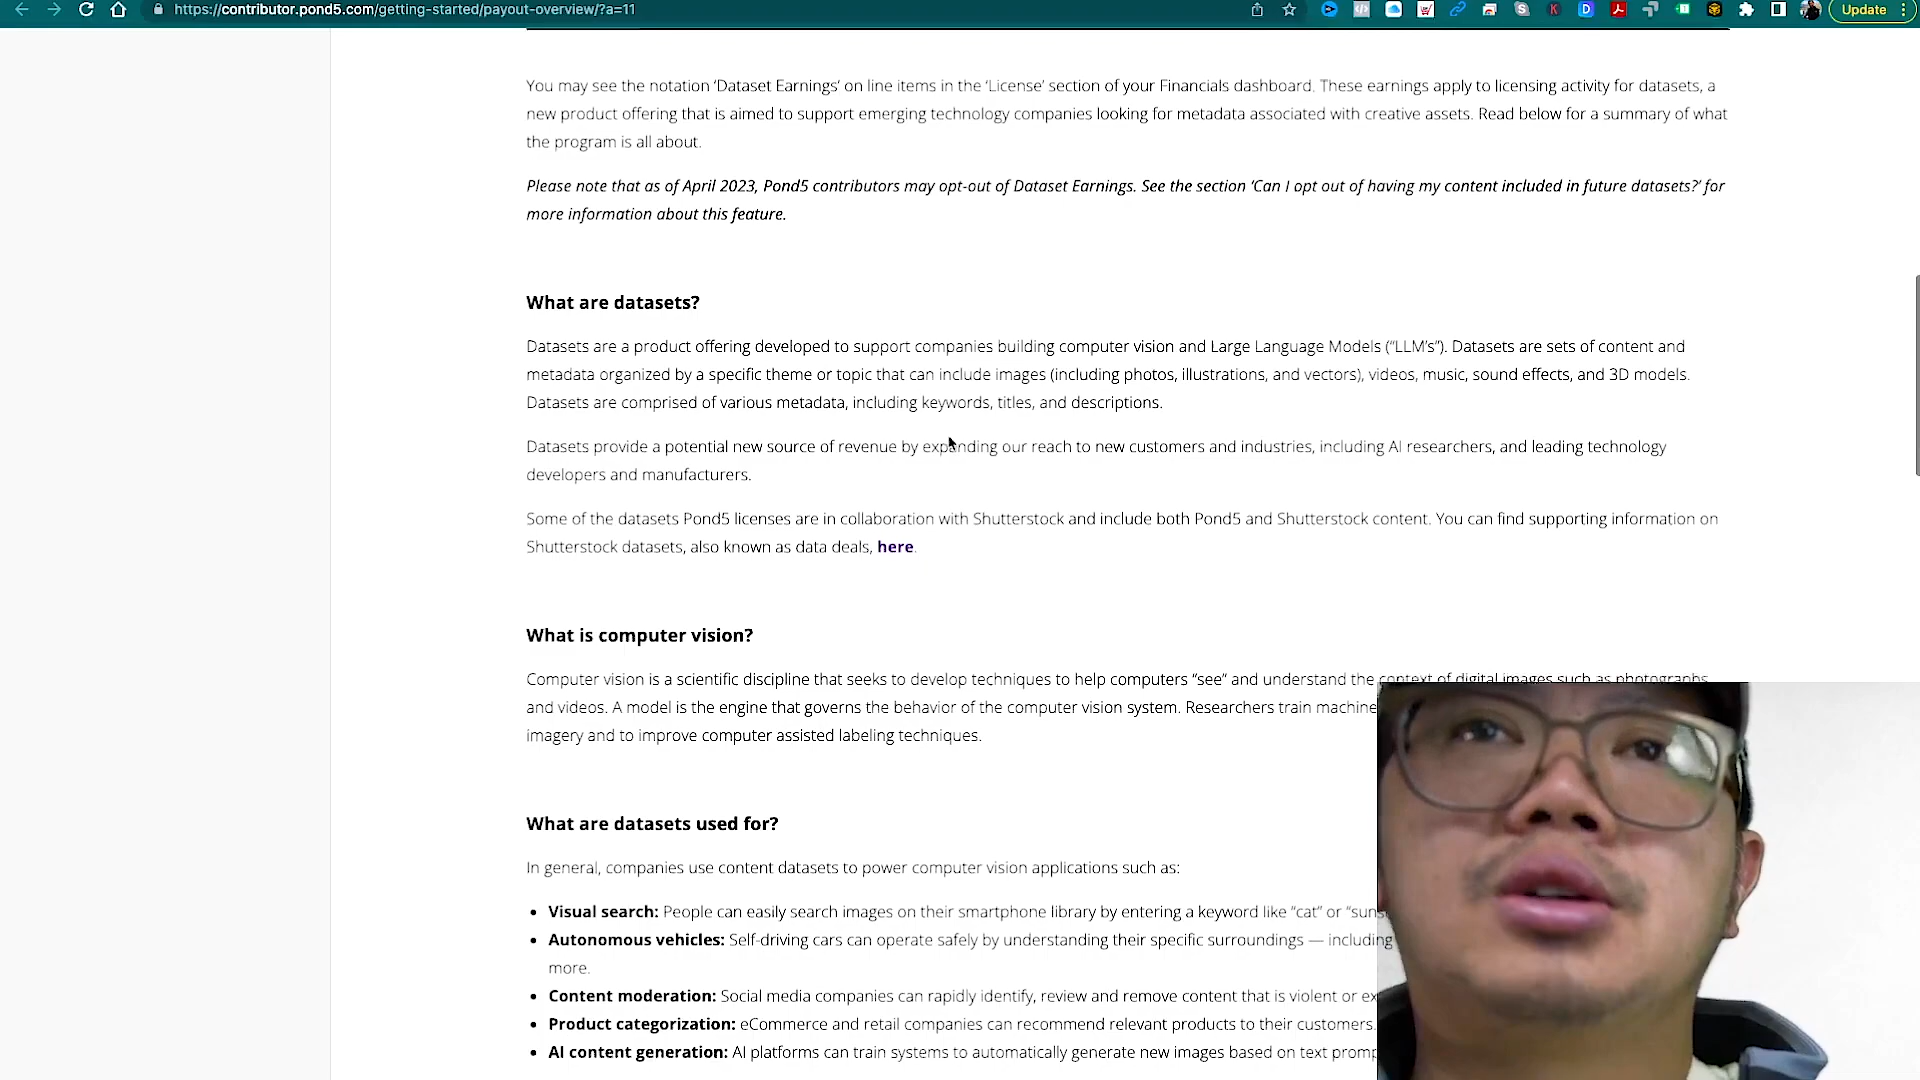 https://contributor.pond5.com/getting-started/payout-overview/?a=11
Update
You may see the notation ‘Dataset Earnings’ on line items in the ‘License’ section of your Financials dashboard. These earnings apply to licensing activity for datasets, a
new product offering that is aimed to support emerging technology companies looking for metadata associated with creative assets. Read below for a summary of what
the program is all about.
Please note that as of April 2023, Pond5 contributors may opt-out of Dataset Earnings. See the section ‘Can I opt out of having my content included in future datasets?’ for
more information about this feature.
What are datasets?
Datasets are a product offering developed to support companies building computer vision and Large Language Models (“LLM’s”). Datasets are sets of content and
metadata organized by a specific theme or topic that can include images (including photos, illustrations, and vectors), videos, music, sound effects, and 3D models.
Datasets are comprised of various metadata, including keywords, titles, and descriptions.
Datasets provide a potential new source of revenue by expanding our reach to new customers and industries, including AI researchers, and leading technology
developers and manufacturers.
Some of the datasets Pond5 licenses are in collaboration with Shutterstock and include both Pond5 and Shutterstock content. You can find supporting information on
Shutterstock datasets, also known as data deals, here.
What is computer vision?
Computer vision is a scientific discipline that seeks to develop techniques to help computers “see” and understand the context of digital images such as photographs
and videos. A model is the engine that governs the behavior of the computer vision system. Researchers train machine
imagery and to improve computer assisted labeling techniques.
What are datasets used for?
In general, companies use content datasets to power computer vision applications such as:
• Visual search: People can easily search images on their smartphone library by entering a keyword like “cat” or
• Autonomous vehicles: Self-driving cars can operate safely by understanding their specific surroundings — including
more.
• Content moderation: Social media companies can rapidly identify, review and remove content that is violent or
• Product categorization: eCommerce and retail companies can recommend relevant products to their customers.
• AI content generation: AI platforms can train systems to automatically generate new images based on text